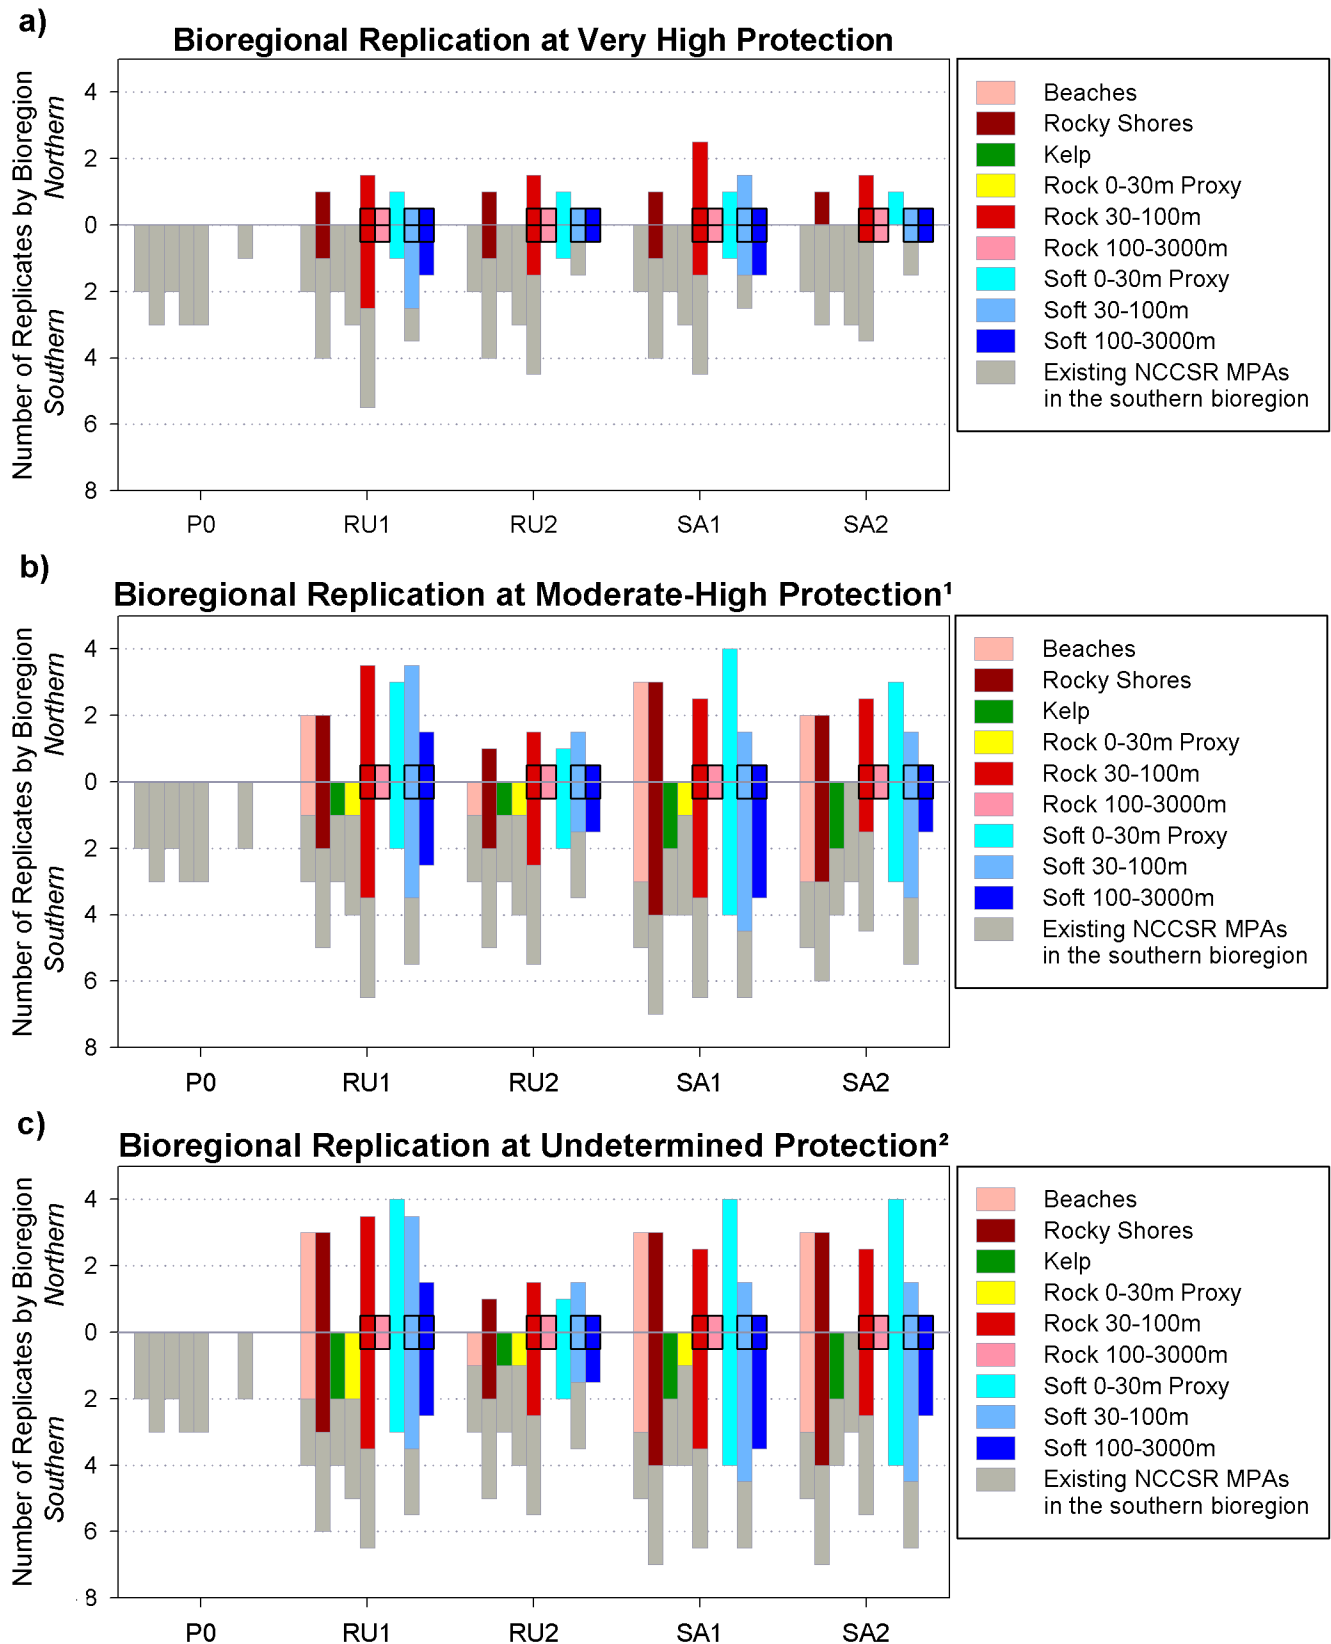 a)
Bioregional Replication at Very High Protection
Number of Replicates by Bioregion
Northern
Southern
4
2
0
2
4
6
8
P0 RU1 RU2 SA1 SA2
Beaches
Rocky Shores
Kelp
Rock 0-30m Proxy
Rock 30-100m
Rock 100-3000m
Soft 0-30m Proxy
Soft 30-100m
Soft 100-3000m
Existing NCCSR MPAs
in the southern bioregion
b)
Bioregional Replication at Moderate-High Protection¹
Number of Replicates by Bioregion
Northern
Southern
4
2
0
2
4
6
8
P0 RU1 RU2 SA1 SA2
Beaches
Rocky Shores
Kelp
Rock 0-30m Proxy
Rock 30-100m
Rock 100-3000m
Soft 0-30m Proxy
Soft 30-100m
Soft 100-3000m
Existing NCCSR MPAs
in the southern bioregion
c)
Bioregional Replication at Undetermined Protection²
Number of Replicates by Bioregion
Northern
Southern
4
2
0
2
4
6
8
P0 RU1 RU2 SA1 SA2
Beaches
Rocky Shores
Kelp
Rock 0-30m Proxy
Rock 30-100m
Rock 100-3000m
Soft 0-30m Proxy
Soft 30-100m
Soft 100-3000m
Existing NCCSR MPAs
in the southern bioregion